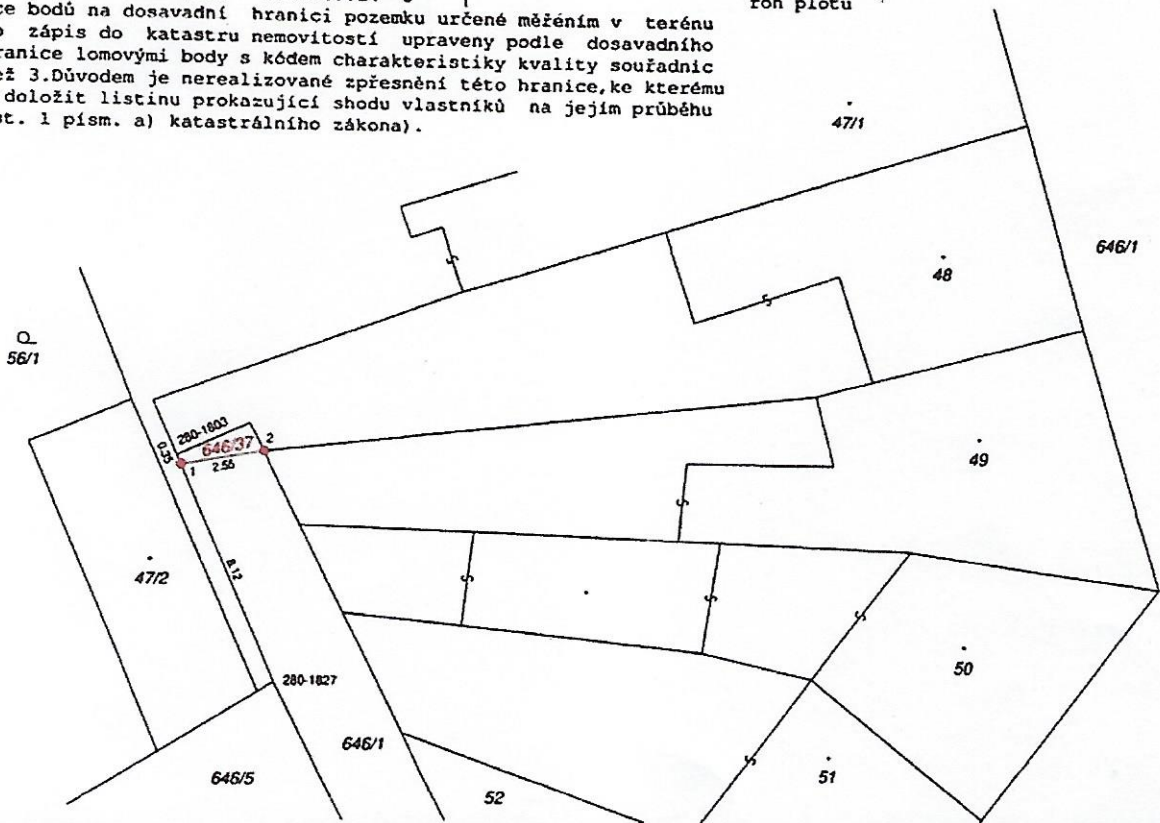 ce bodů na dosavadní hranici pozemku určené měřením v terénu
o zápis do katastru nemovitostí upraveny podle dosavadního
ranice lomovými body s kódem charakteristiky kvality souřadnic
ež 3.Důvodem je nerealizované zpřesnění této hranice,ke kterému
doložit listinu prokazující shodu vlastníků na jejím průběhu
st. 1 písm. a) katastrálního zákona).
roh plotu
47/1
646/1
48
56/1
280-1603
646/37
2
0.35
1
2.55
49
8.12
47/2
50
280-1827
646/1
51
646/5
52